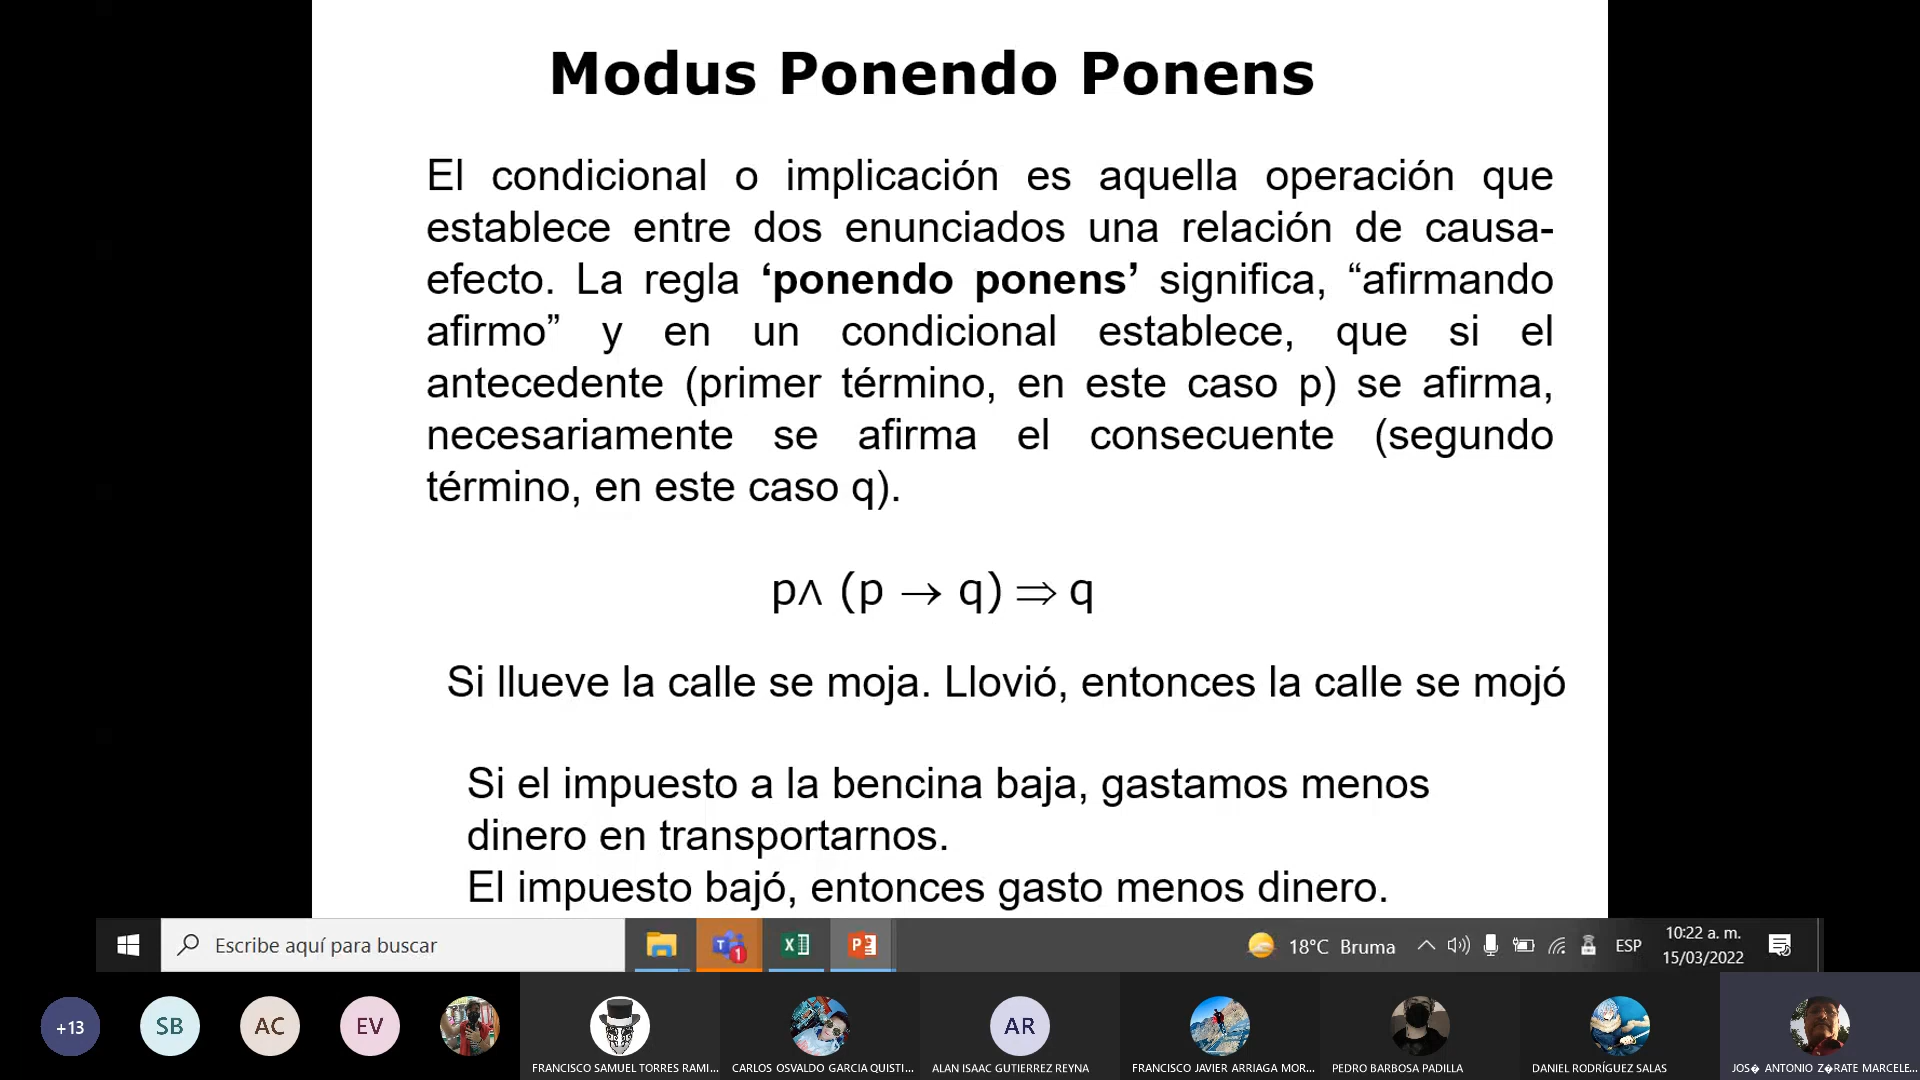 Modus Ponendo Ponens
El condicional o implicación es aquella operación que
establece entre dos enunciados una relación de causa-
efecto. La regla ‘ponendo ponens’ significa, “afirmando
afirmo” y en un condicional establece, que si el
antecedente (primer término, en este caso p) se afirma,
necesariamente se afirma el consecuente (segundo
término, en este caso q).
p∧ (p → q) ⇒ q
Si llueve la calle se moja. Llovió, entonces la calle se mojó
Si el impuesto a la bencina baja, gastamos menos
dinero en transportarnos.
El impuesto bajó, entonces gasto menos dinero.
Escribe aquí para buscar
1
18°C Bruma
ESP
10:22 a. m.
15/03/2022
+13
SB
AC
EV
AR
FRANCISCO SAMUEL TORRES RAMI...
CARLOS OSVALDO GARCIA QUISTI...
ALAN ISAAC GUTIERREZ REYNA
FRANCISCO JAVIER ARRIAGA MOR...
PEDRO BARBOSA PADILLA
DANIEL RODRÍGUEZ SALAS
JOS� ANTONIO Z�RATE MARCELE...